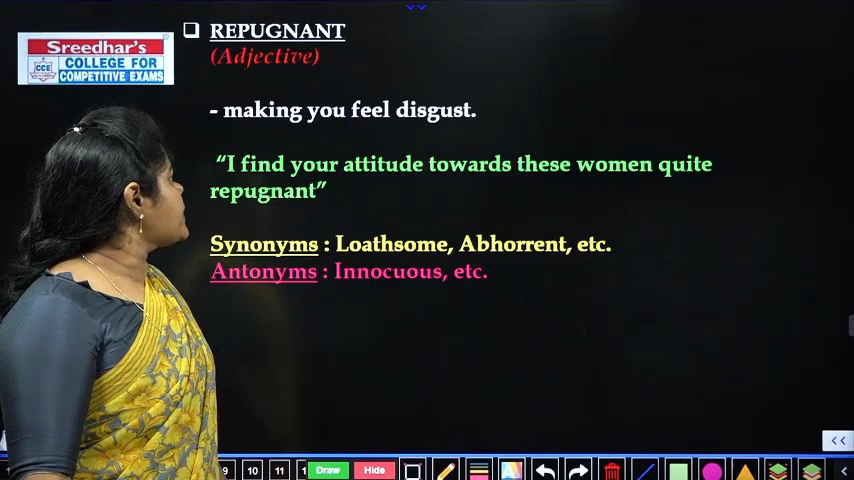 Sreedhar's
CCE
COLLEGE FOR
COMPETITIVE EXAMS
REPUGNANT
(Adjective)
- making you feel disgust.
“I find your attitude towards these women quite
repugnant”
Synonyms : Loathsome, Abhorrent, etc.
Antonyms : Innocuous, etc.
9 10 11 Draw Hide